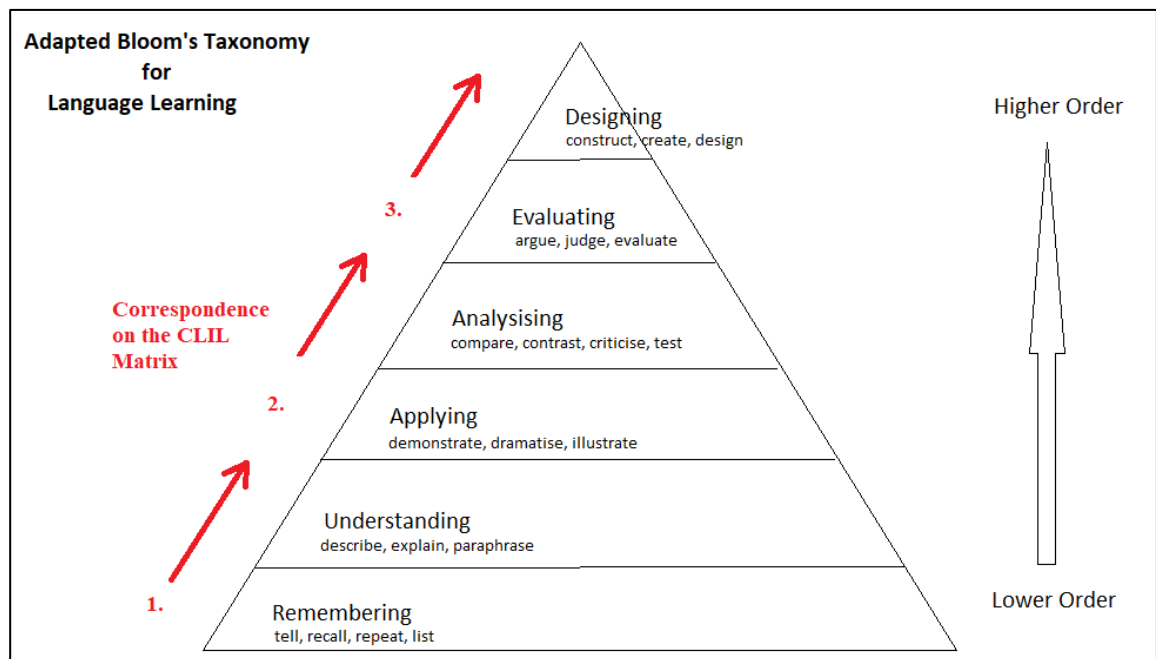 Adapted Bloom's Taxonomy
for
Language Learning
Designing
construct, create, design
Higher Order
3.
Evaluating
argue, judge, evaluate
Correspondence
on the CLIL
Matrix
Analysising
compare, contrast, criticise, test
2.
Applying
demonstrate, dramatise, illustrate
Understanding
describe, explain, paraphrase
1.
Remembering
tell, recall, repeat, list
Lower Order